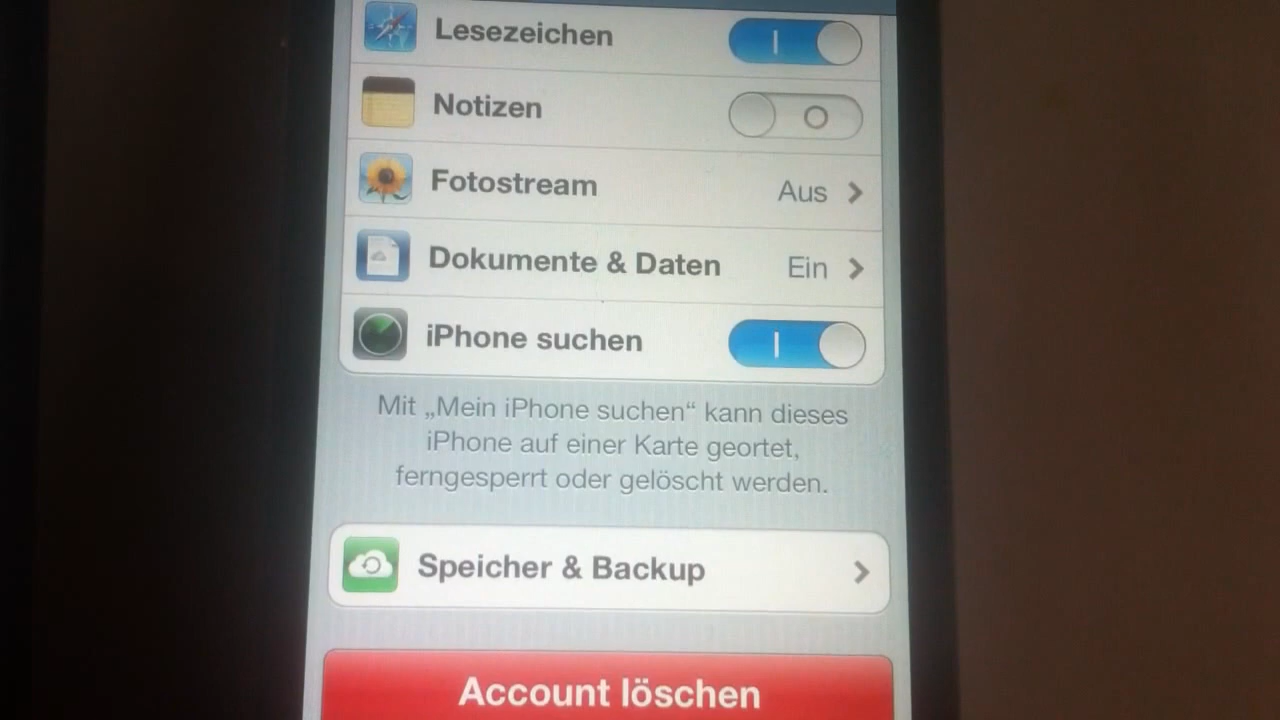 Lesezeichen
Notizen
Fotostream Aus
Dokumente & Daten Ein
iPhone suchen
Mit „Mein iPhone suchen“ kann dieses
iPhone auf einer Karte geortet,
ferngesperrt oder gelöscht werden.
Speicher & Backup
Account löschen